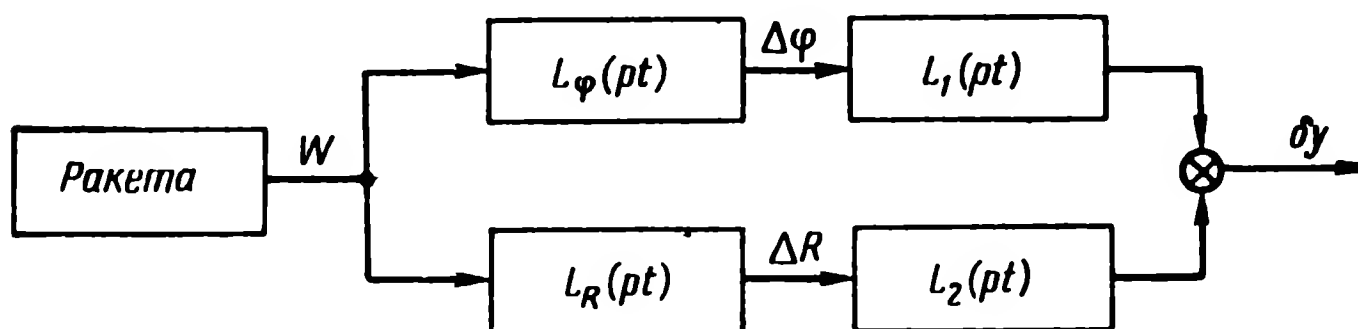 Ракета
W
L_φ(pt)
Δφ
L_1(pt)
L_R(pt)
ΔR
L_2(pt)
δy